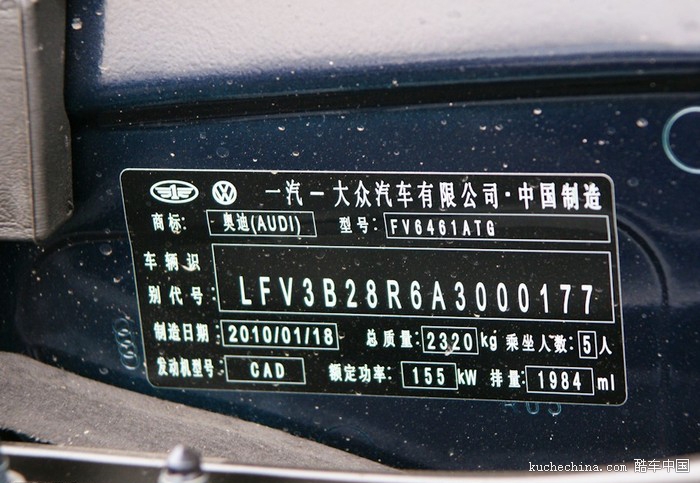 一汽一大众汽车有限公司·中国制造
商标: 奥迪(AUDI) 型号: FV6461ATG
车辆识别代号: LFV3B28R6A3000177
制造日期: 2010/01/18 总质量: 2320 kg 乘坐人数: 5 人
发动机型号: CAD 额定功率: 155 kW 排量: 1984 ml
kuchechina.com 酷车中国